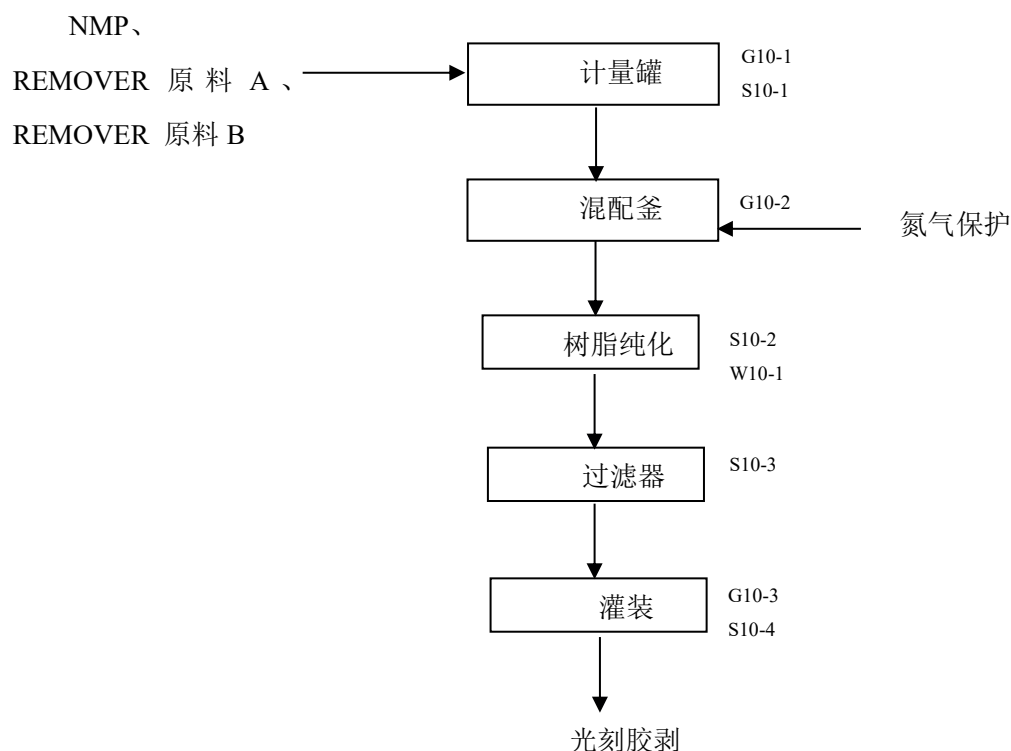 NMP、
REMOVER 原料 A 、
REMOVER 原料 B
计量罐
G10-1
S10-1
混配釜
G10-2
氮气保护
树脂纯化
S10-2
W10-1
过滤器
S10-3
灌装
G10-3
S10-4
光刻胶剥